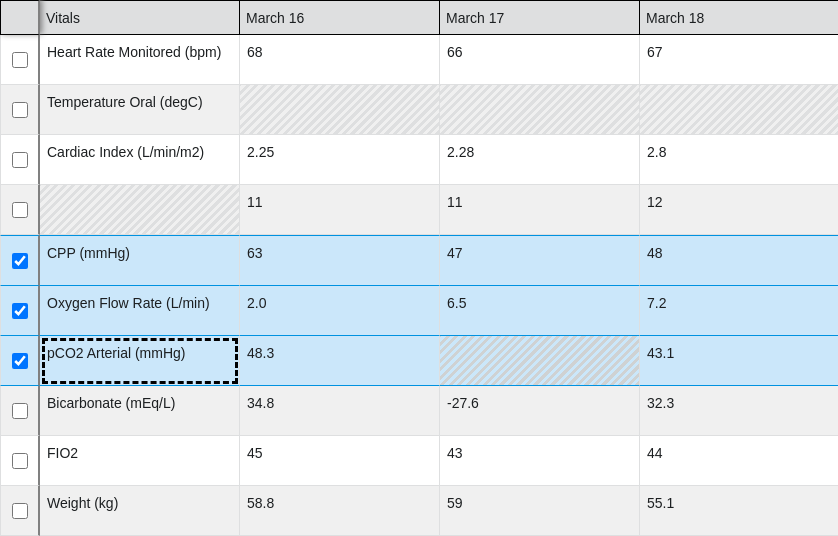 Vitals March 16 March 17 March 18
Heart Rate Monitored (bpm) 68 66 67
Temperature Oral (degC)
Cardiac Index (L/min/m2) 2.25 2.28 2.8
11 11 12
CPP (mmHg) 63 47 48
Oxygen Flow Rate (L/min) 2.0 6.5 7.2
pCO2 Arterial (mmHg) 48.3 43.1
Bicarbonate (mEq/L) 34.8 -27.6 32.3
FIO2 45 43 44
Weight (kg) 58.8 59 55.1